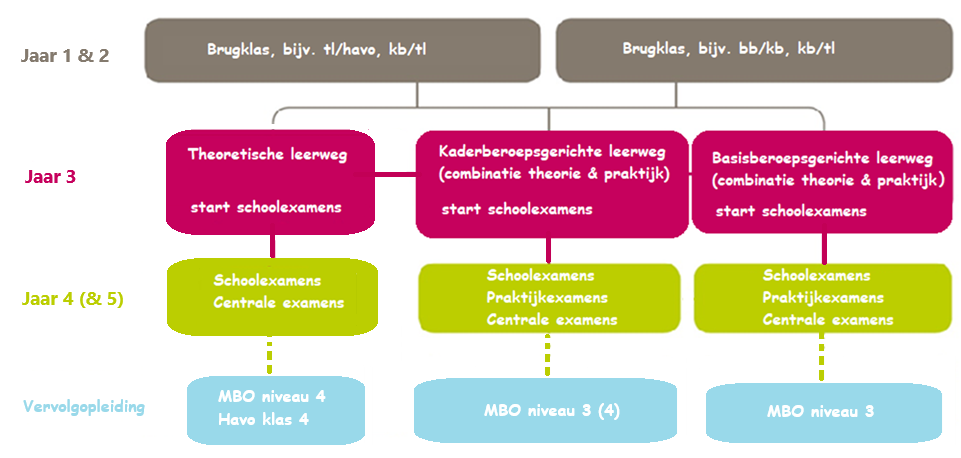 Jaar 1 & 2
Brugklas, bijv. tl/havo, kb/tl
Brugklas, bijv. bb/kb, kb/tl
Jaar 3
Theoretische leerweg
start schoolexamens
Kaderberoepsgerichte leerweg
(combinatie theorie & praktijk)
start schoolexamens
Basisberoepsgerichte leerweg
(combinatie theorie & praktijk)
start schoolexamens
Jaar 4 (& 5)
Schoolexamens
Centrale examens
Schoolexamens
Praktijkexamens
Centrale examens
Schoolexamens
Praktijkexamens
Centrale examens
Vervolgopleiding
MBO niveau 4
Havo klas 4
MBO niveau 3 (4)
MBO niveau 3